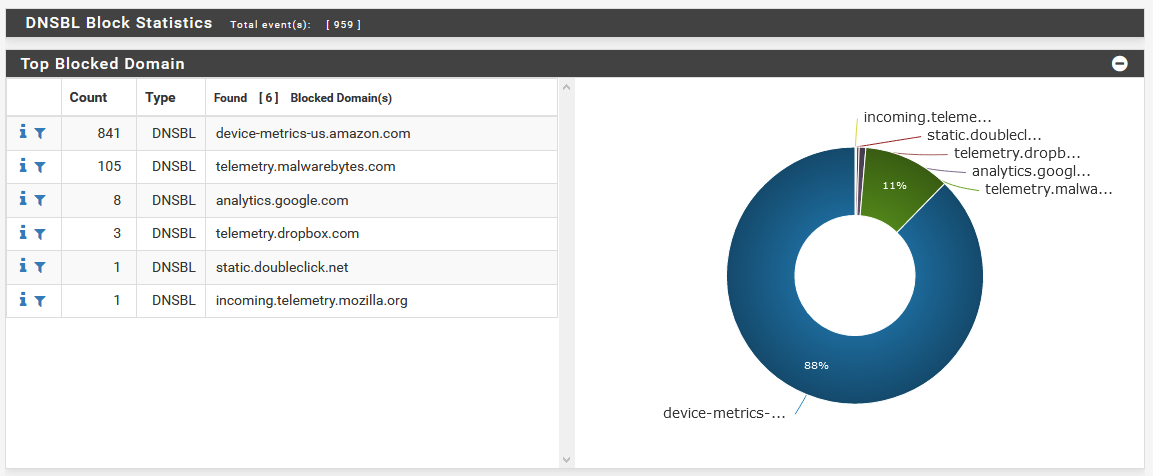 DNSBL Block Statistics Total event(s): [ 959 ]
Top Blocked Domain
Count Type Found [ 6 ] Blocked Domain(s)
841 DNSBL device-metrics-us.amazon.com
105 DNSBL telemetry.malwarebytes.com
8 DNSBL analytics.google.com
3 DNSBL telemetry.dropbox.com
1 DNSBL static.doubleclick.net
1 DNSBL incoming.telemetry.mozilla.org
incoming.teleme...
static.doublecl...
telemetry.dropb...
analytics.googl...
telemetry.malwa...
11%
88%
device-metrics-...